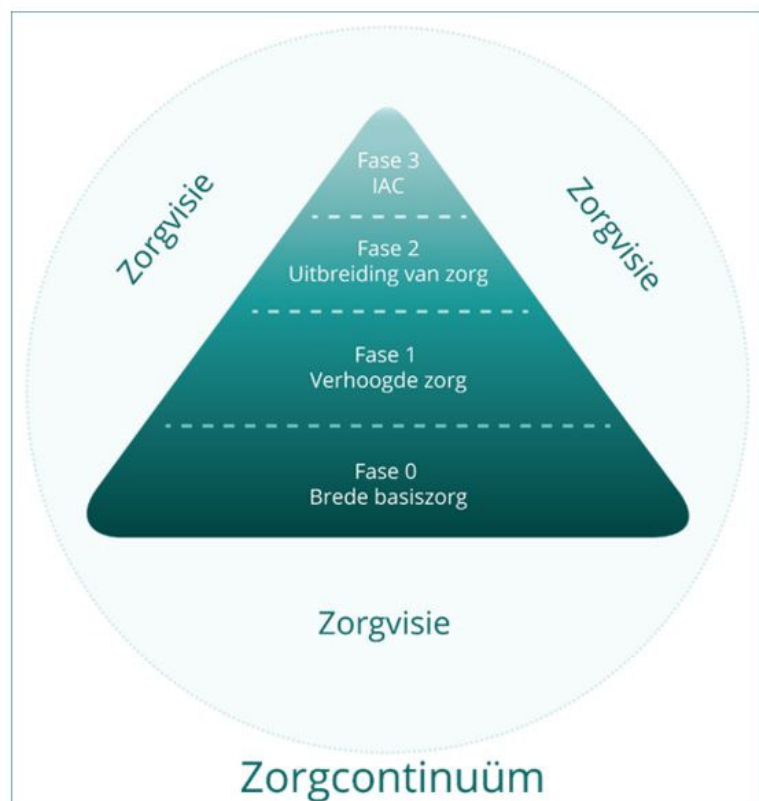 Zorgvisie
Zorgvisie
Fase 3
IAC
Fase 2
Uitbreiding van zorg
Fase 1
Verhoogde zorg
Fase 0
Brede basiszorg
Zorgvisie
Zorgcontinuüm